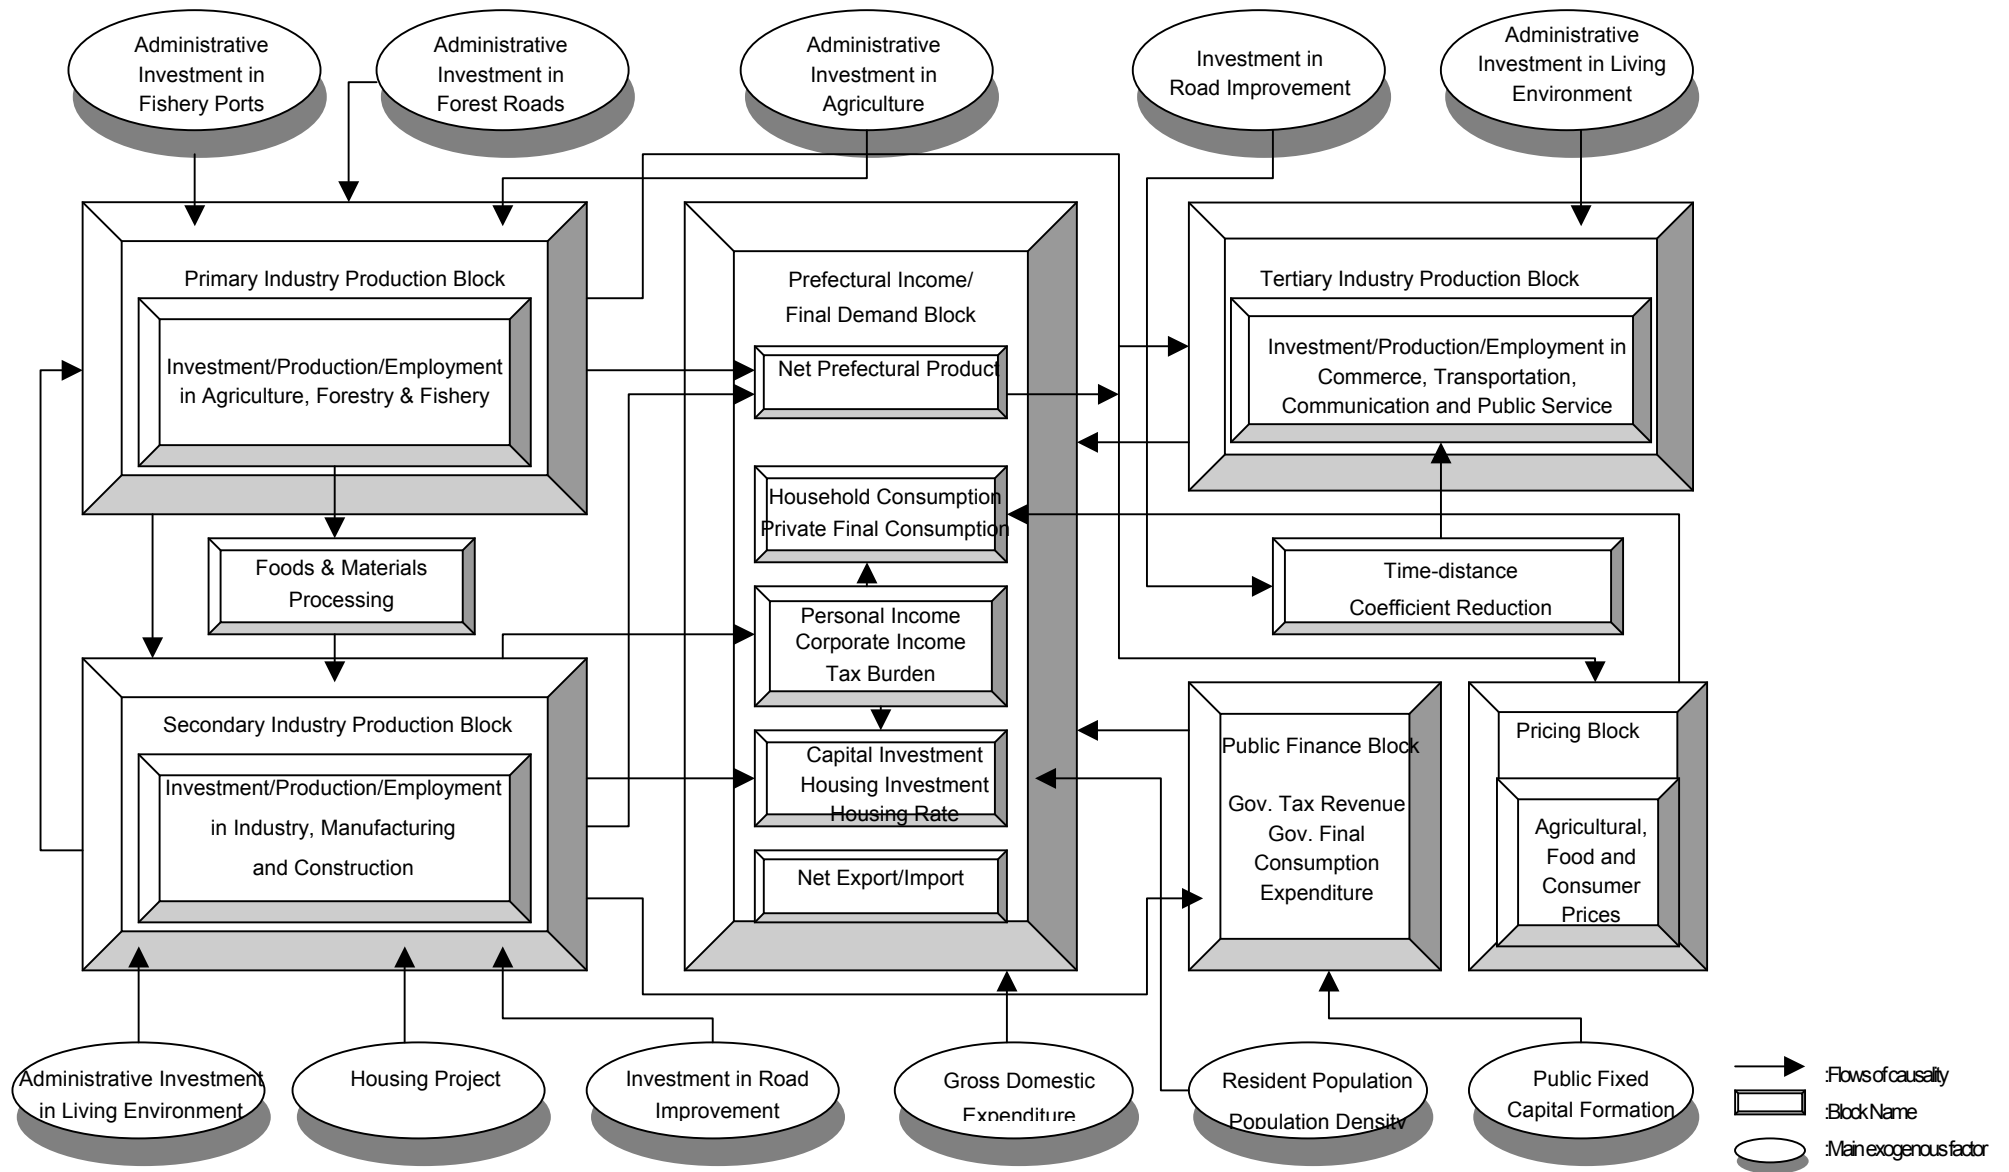 Administrative
Investment in
Fishery Ports
Administrative
Investment in
Forest Roads
Administrative
Investment in
Agriculture
Investment in
Road Improvement
Administrative
Investment in Living
Environment
Primary Industry Production Block
Investment/Production/Employment
in Agriculture, Forestry & Fishery
Prefectural Income/
Final Demand Block
Net Prefectural Product
Household Consumption
Private Final Consumption
Personal Income
Corporate Income
Tax Burden
Capital Investment
Housing Investment
Housing Rate
Net Export/Import
Tertiary Industry Production Block
Investment/Production/Employment in
Commerce, Transportation,
Communication and Public Service
Time-distance
Coefficient Reduction
Foods & Materials
Processing
Secondary Industry Production Block
Investment/Production/Employment
in Industry, Manufacturing
and Construction
Public Finance Block
Gov. Tax Revenue
Gov. Final
Consumption
Expenditure
Pricing Block
Agricultural,
Food and
Consumer
Prices
Administrative Investment
in Living Environment
Housing Project
Investment in Road
Improvement
Gross Domestic
Expenditure
Resident Population
Population Density
Public Fixed
Capital Formation
:Flows of causality
:Block Name
:Main exogenous factor